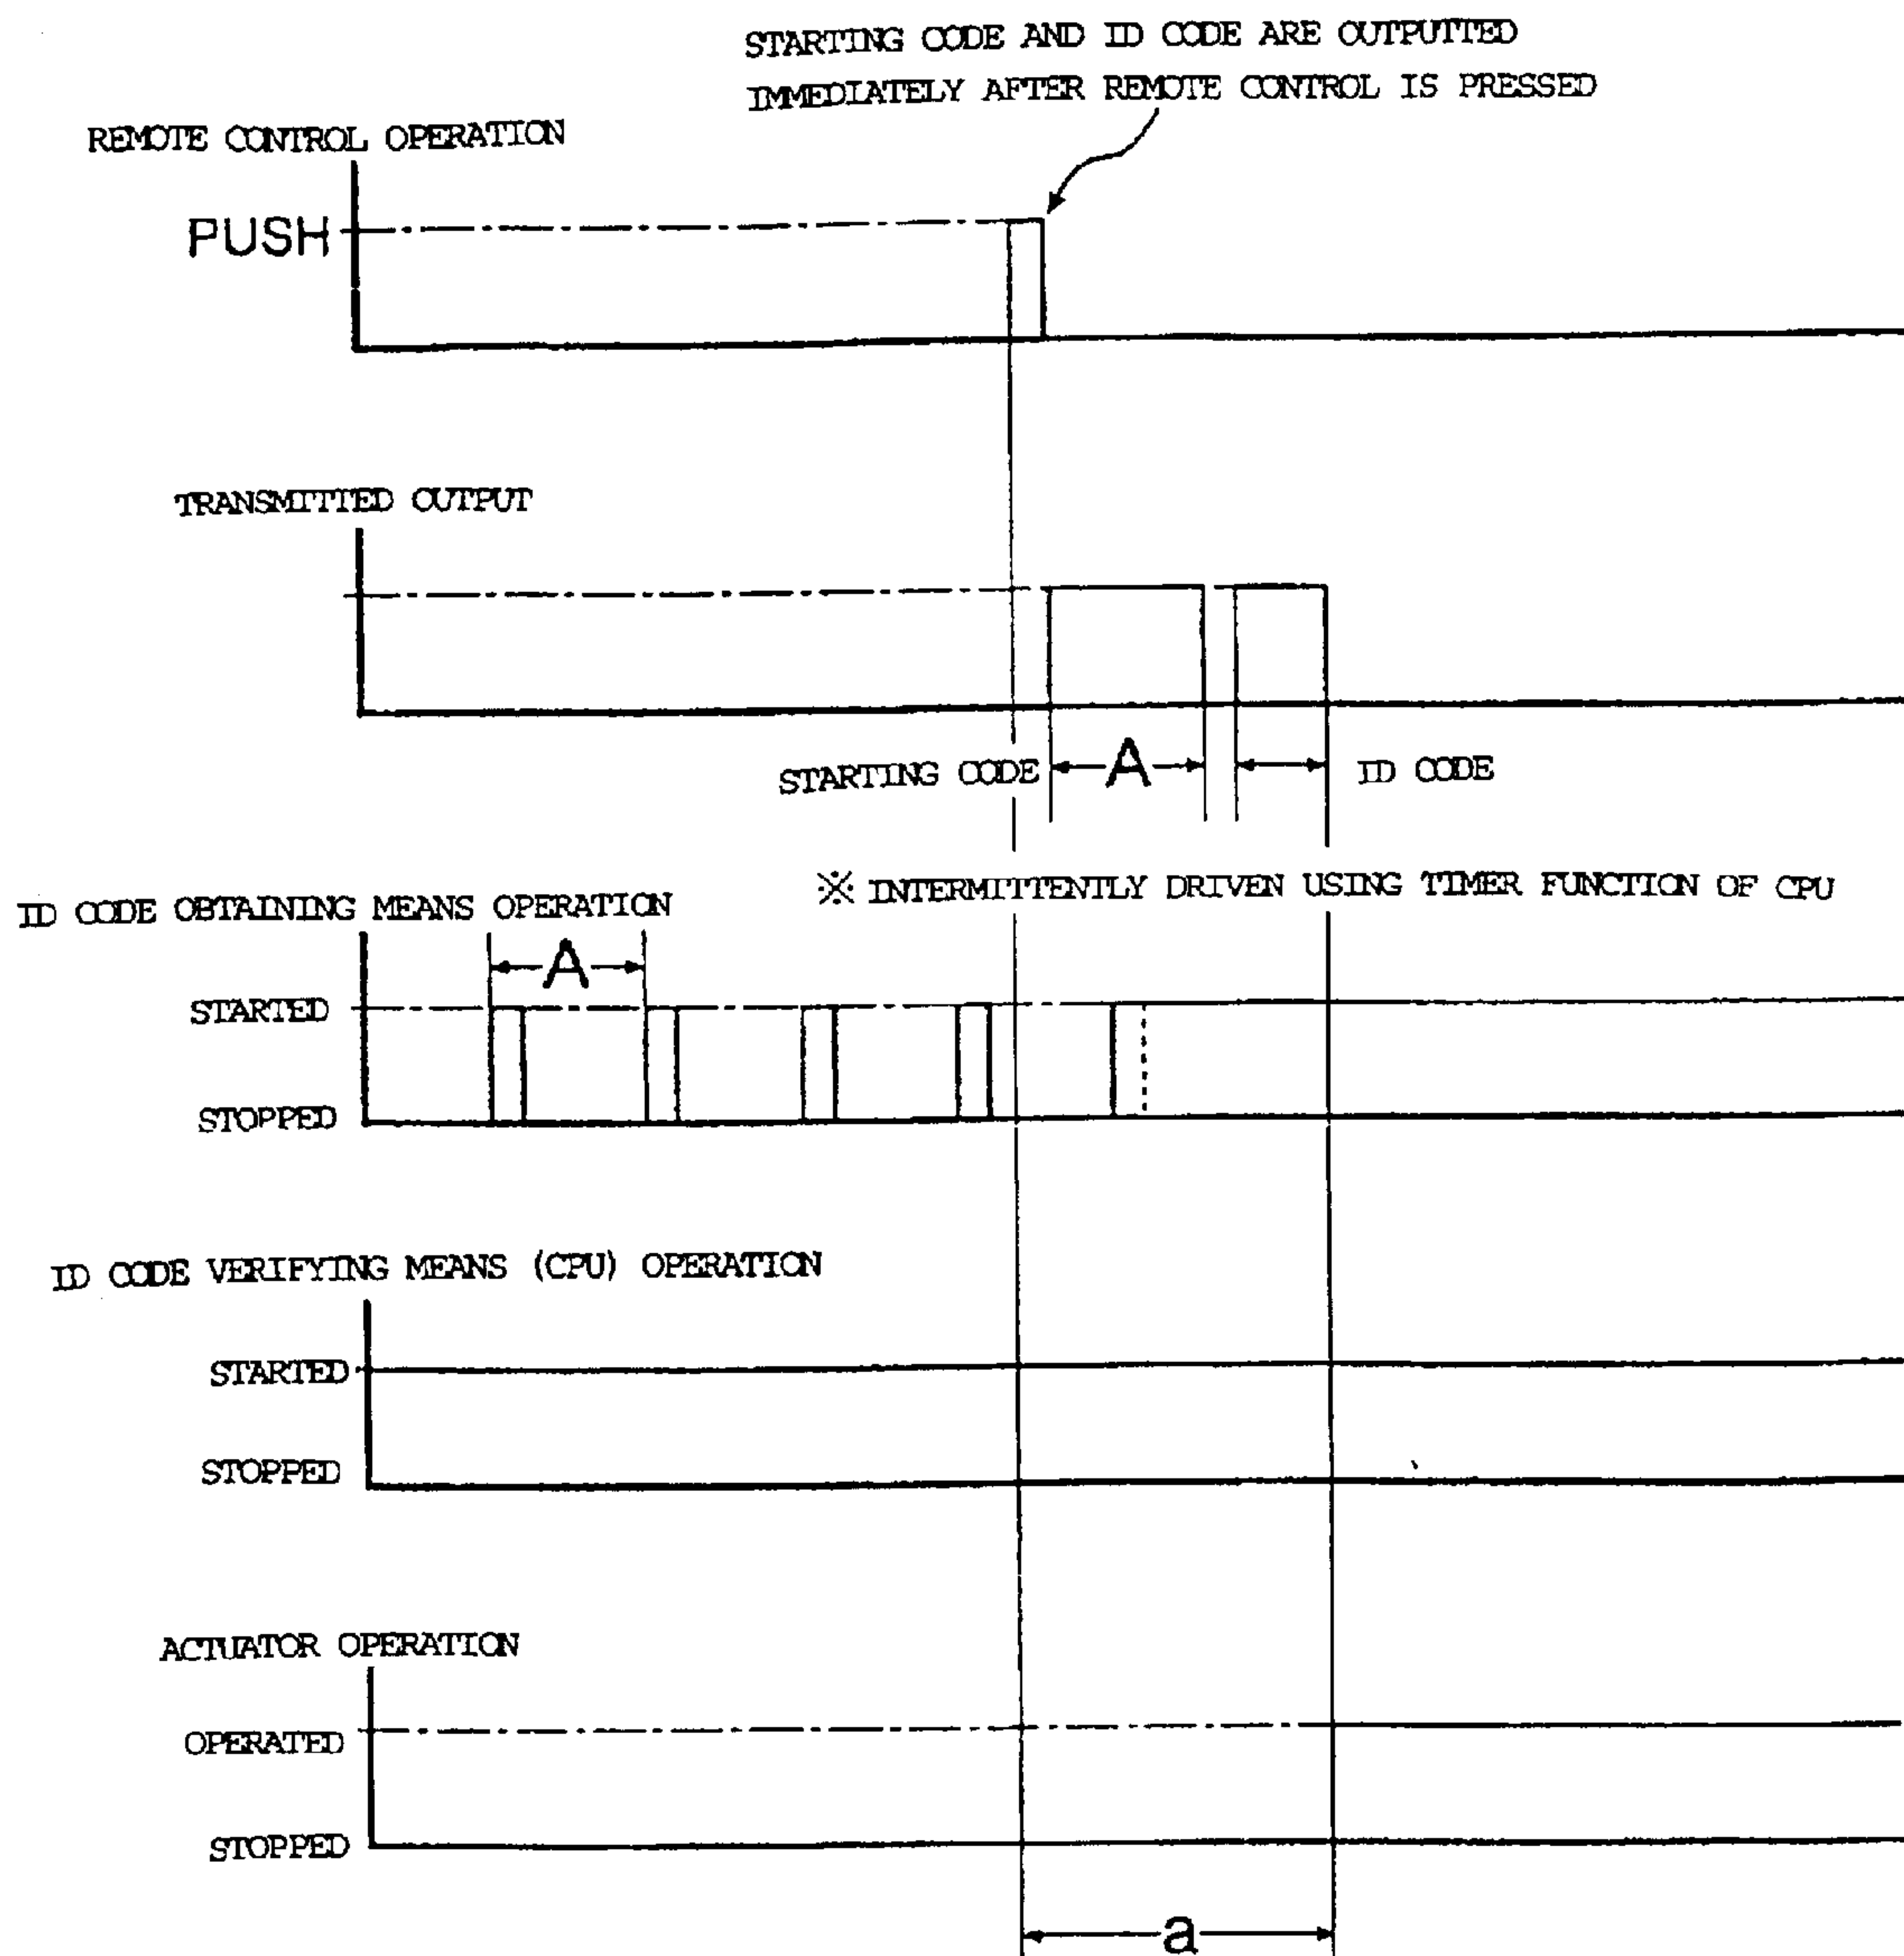 STARTING CODE AND ID CODE ARE OUTPUTTED
IMMEDIATELY AFTER REMOTE CONTROL IS PRESSED
REMOTE CONTROL OPERATION
PUSH
TRANSMITTED OUTPUT
STARTING CODE
A
ID CODE
※ INTERMITTENTLY DRIVEN USING TIMER FUNCTION OF CPU
ID CODE OBTAINING MEANS OPERATION
A
STARTED
STOPPED
ID CODE VERIFYING MEANS (CPU) OPERATION
STARTED
STOPPED
ACTUATOR OPERATION
OPERATED
STOPPED
a